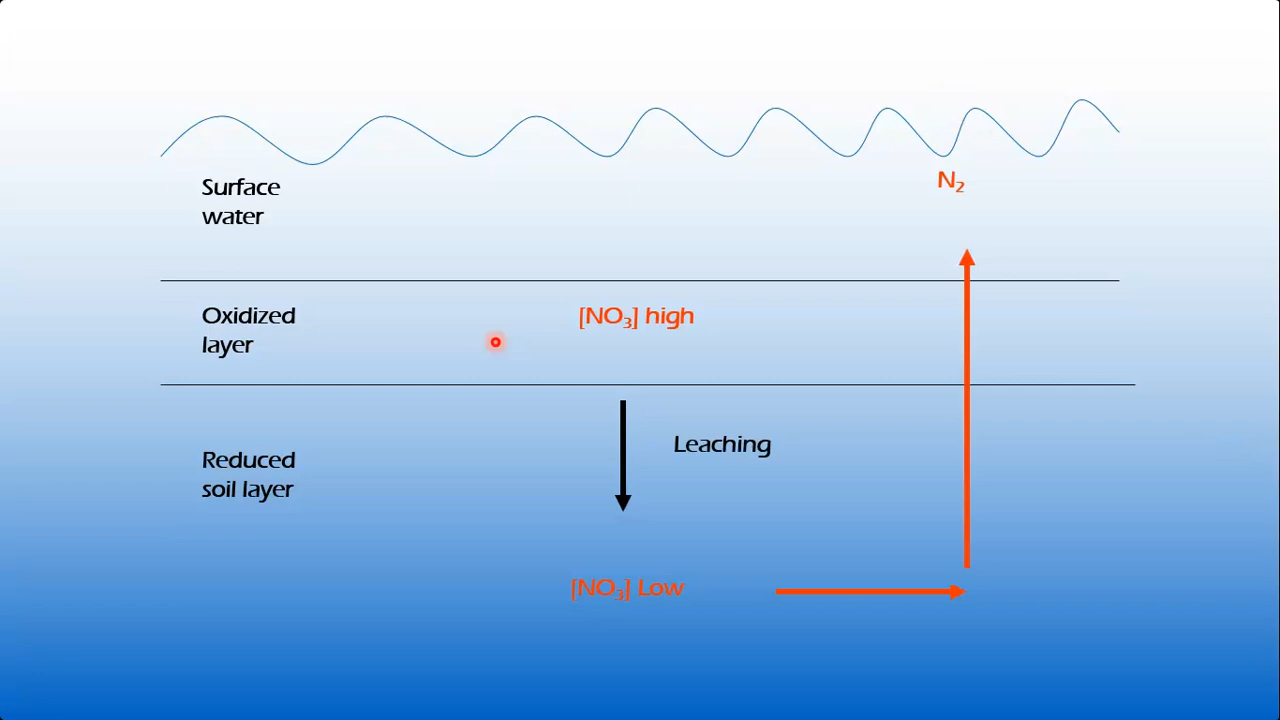 Surface
water
N₂
Oxidized
layer
[NO₃] high
Leaching
Reduced
soil layer
[NO₃] Low